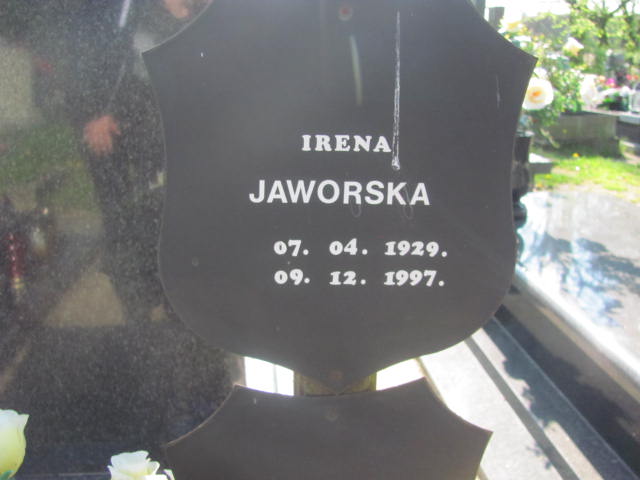 IRENA
JAWORSKA
07. 04. 1929.
09. 12. 1997.